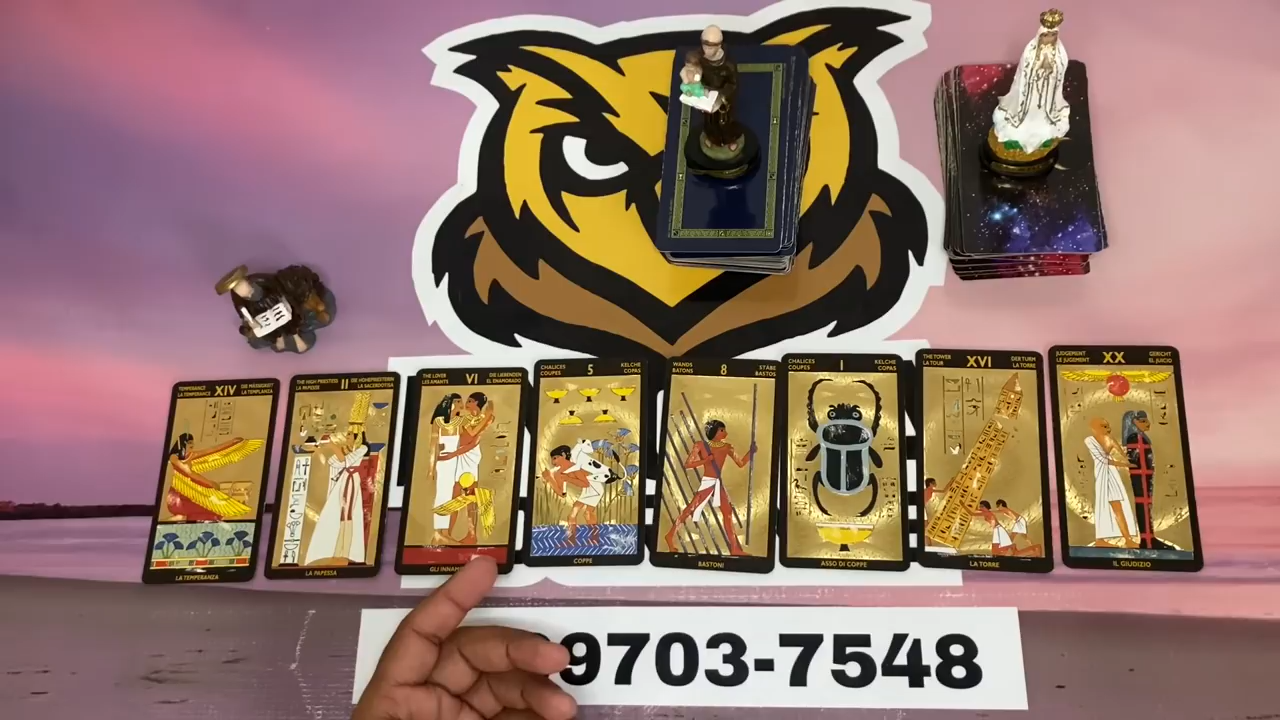 TEMPERANCE
LA TEMPERANCE
XIV
DIE MÄSSIGKEIT
LA TEMPLANZA
LA TEMPERANZA
THE HIGH PRIESTESS
LA PAPESSE
II
DIE HOHEPRIESTERIN
LA SACERDOTISA
LA PAPESSA
THE LOVER
LES AMANTS
VI
DIE LIEBENDEN
EL ENAMORADO
CHALICES
COUPES
5
KELCHE
COPAS
COPPE
WANDS
BATONS
8
STÄBE
BASTOS
BASTONI
CHALICES
COUPES
I
KELCHE
COPAS
ASSO DI COPPE
THE TOWER
LA TOUR
XVI
DER TURM
LA TORRE
LA TORRE
JUDGEMENT
LE JUGEMENT
XX
GERICHT
EL JUICIO
IL GIUDIZIO
9703-7548